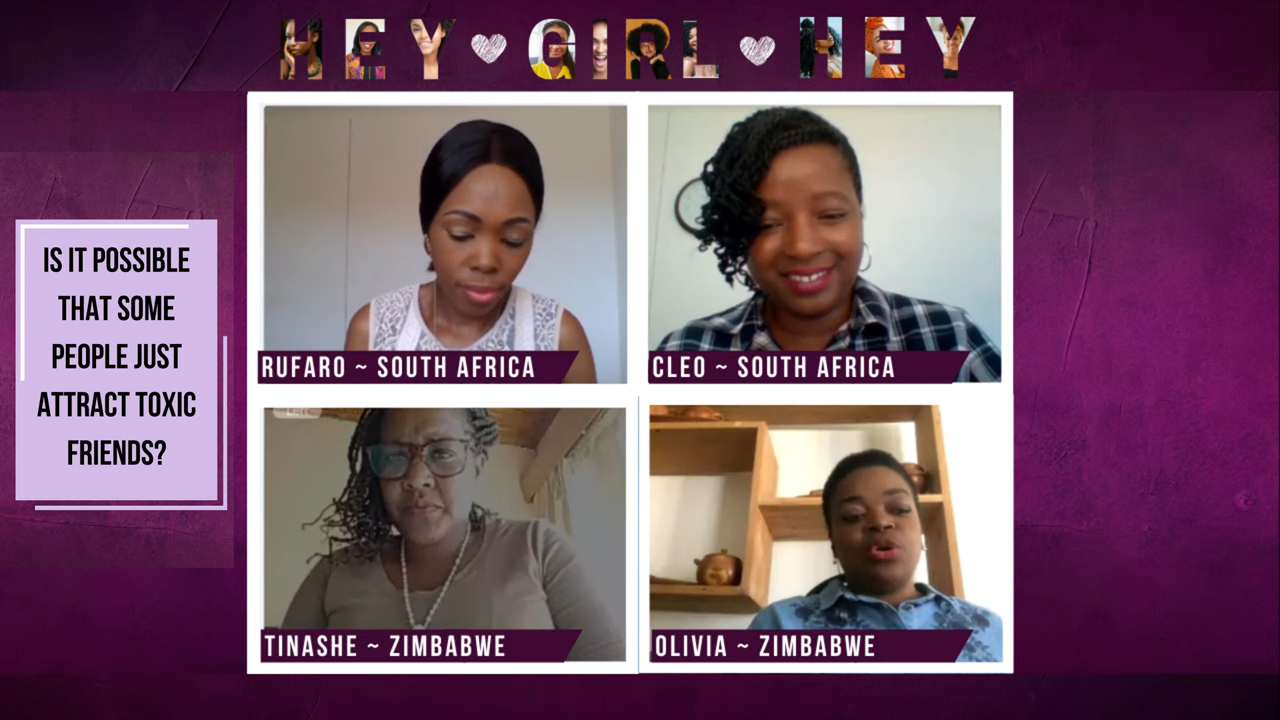 HEY GIRL HEY
IS IT POSSIBLE
THAT SOME
PEOPLE JUST
ATTRACT TOXIC
FRIENDS?
RUFARO ~ SOUTH AFRICA
CLEO ~ SOUTH AFRICA
TINASHE ~ ZIMBABWE
OLIVIA ~ ZIMBABWE